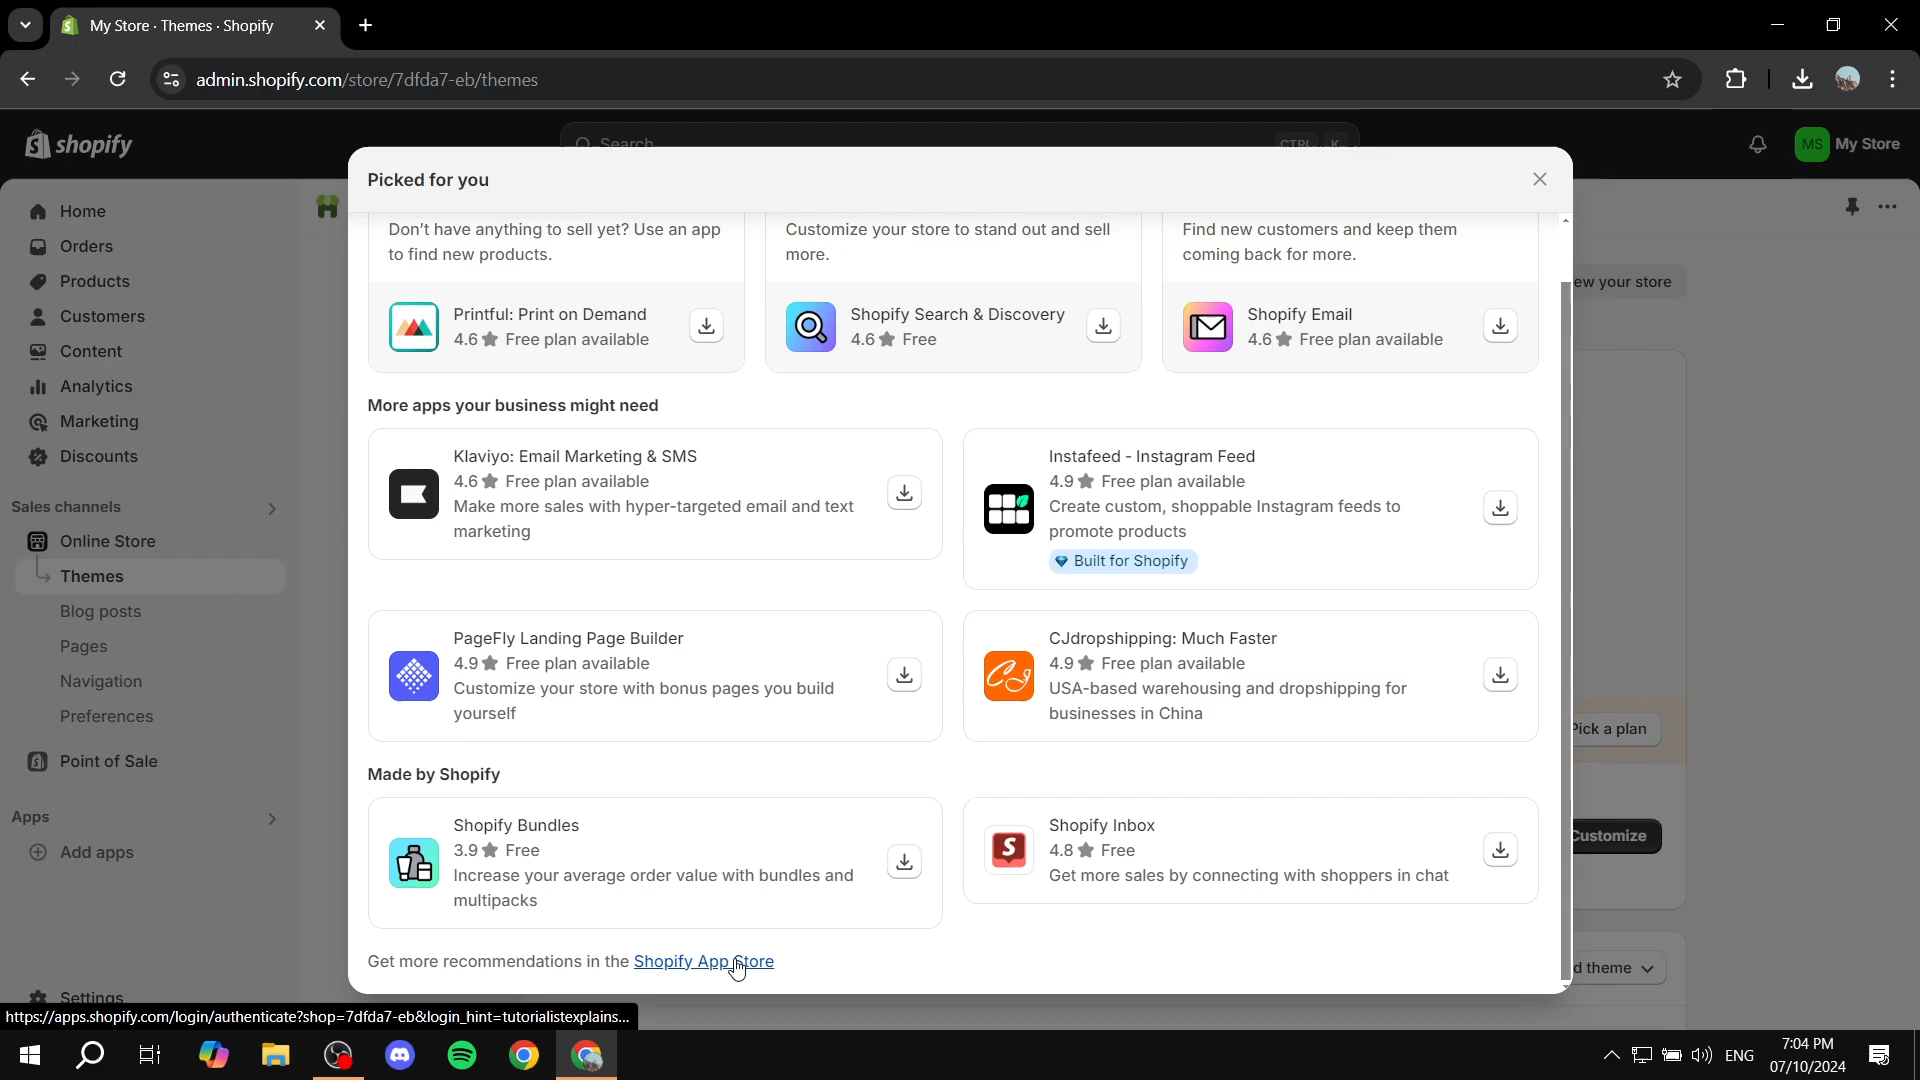 My Store · Themes · Shopify
admin.shopify.com/store/7dfda7-eb/themes
shopify
Search
CTRL K
MS My Store
Home
Orders
Products
Customers
Content
Analytics
Marketing
Discounts
Sales channels
Online Store
Themes
Blog posts
Pages
Navigation
Preferences
Point of Sale
Apps
Add apps
Settings
Picked for you
Don't have anything to sell yet? Use an app
to find new products.
Printful: Print on Demand
4.6★ Free plan available
Customize your store to stand out and sell
more.
Shopify Search & Discovery
4.6★ Free
Find new customers and keep them
coming back for more.
Shopify Email
4.6★ Free plan available
More apps your business might need
Klaviyo: Email Marketing & SMS
4.6★ Free plan available
Make more sales with hyper-targeted email and text
marketing
Instafeed - Instagram Feed
4.9★ Free plan available
Create custom, shoppable Instagram feeds to
promote products
Built for Shopify
PageFly Landing Page Builder
4.9★ Free plan available
Customize your store with bonus pages you build
yourself
CJdropshipping: Much Faster
4.9★ Free plan available
USA-based warehousing and dropshipping for
businesses in China
Made by Shopify
Shopify Bundles
3.9★ Free
Increase your average order value with bundles and
multipacks
Shopify Inbox
4.8★ Free
Get more sales by connecting with shoppers in chat
Get more recommendations in the Shopify App Store
ew your store
Pick a plan
Customize
d theme
https://apps.shopify.com/login/authenticate?shop=7dfda7-eb&login_hint=tutorialistexplains...
ENG
7:04 PM
07/10/2024